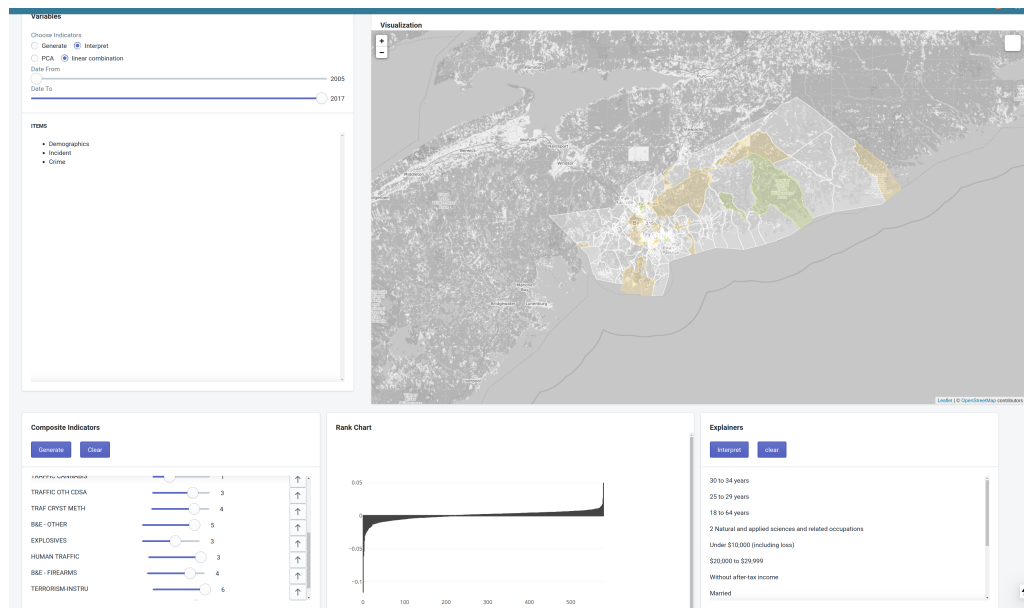 Variables
Visualization
Choose Indicators
Generate Interpret
PCA linear combination
Date From
2005
Date To
2017
ITEMS
Demographics
Incident
Crime
+
−
Leaflet | © OpenStreetMap contributors
Composite Indicators
Generate Clear
TRAFFIC CANNABIS 1
TRAFFIC OTH CDSA 3
TRAF CRYST METH 4
B&E - OTHER 5
EXPLOSIVES 3
HUMAN TRAFFIC 3
B&E - FIREARMS 4
TERRORISM-INSTRU 6
Rank Chart
0.05
0
−0.05
−0.1
0 100 200 300 400 500
Explainers
Interpret clear
30 to 34 years
25 to 29 years
18 to 64 years
2 Natural and applied sciences and related occupations
Under $10,000 (including loss)
$20,000 to $29,999
Without after-tax income
Married